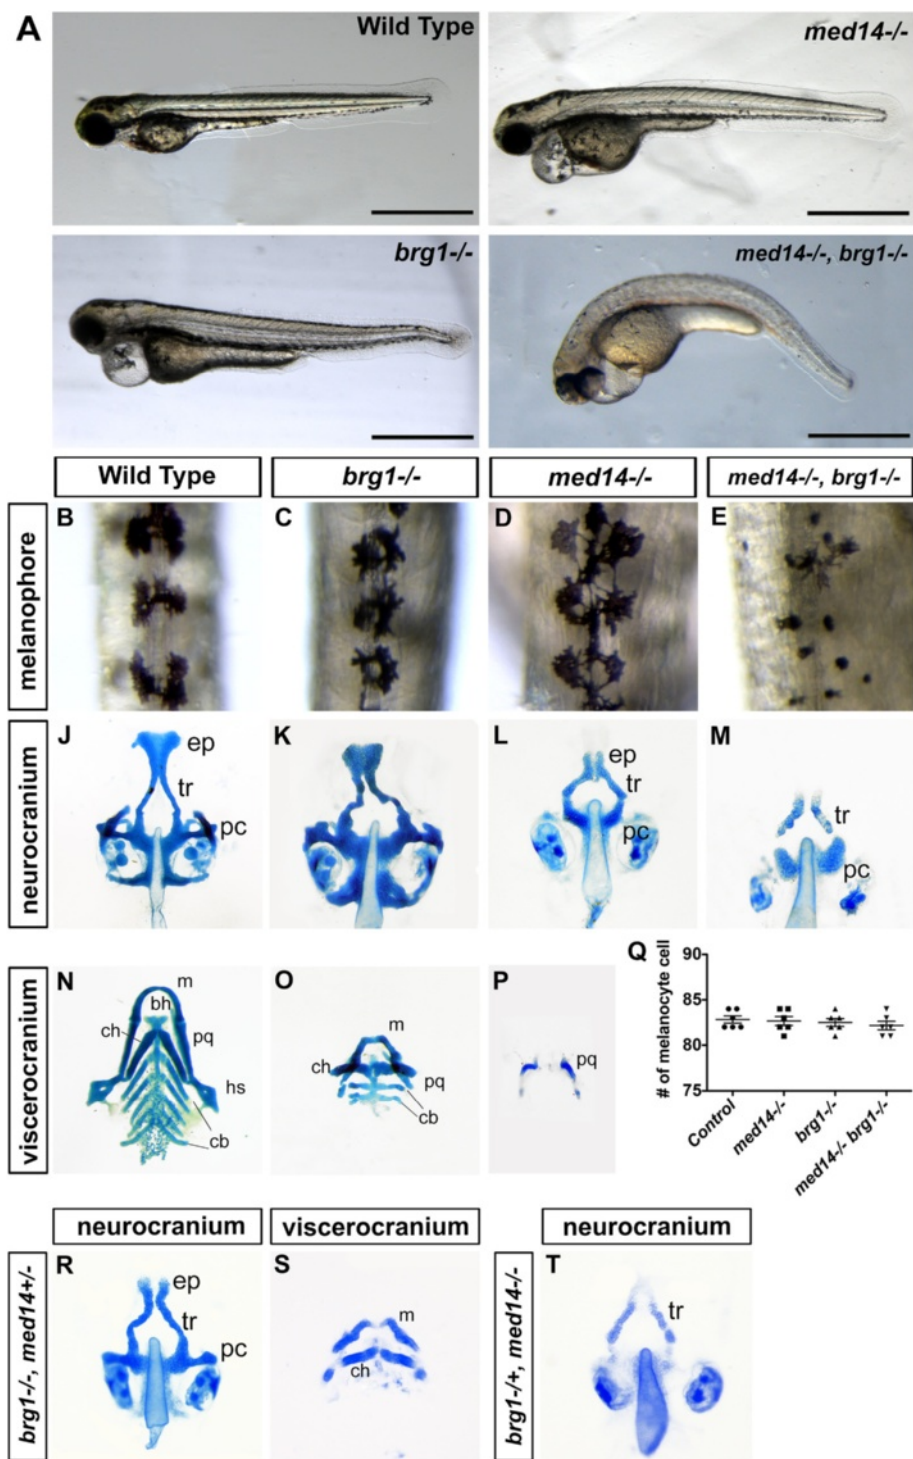 A
Wild Type
med14-/-
brg1-/-
med14-/-, brg1-/-
Wild Type
brg1-/-
med14-/-
med14-/-, brg1-/-
melanophore
B
C
D
E
neurocranium
J
ep
tr
pc
K
L
ep
tr
pc
M
tr
pc
viscerocranium
N
m
bh
ch
pq
hs
cb
O
m
ch
pq
cb
P
pq
Q
# of melanocyte cell
90
85
80
75
Control
med14-/-
brg1-/-
med14-/- brg1-/-
neurocranium
viscerocranium
neurocranium
brg1-/-, med14+/-
R
ep
tr
pc
S
m
ch
brg1-/+, med14-/-
T
tr